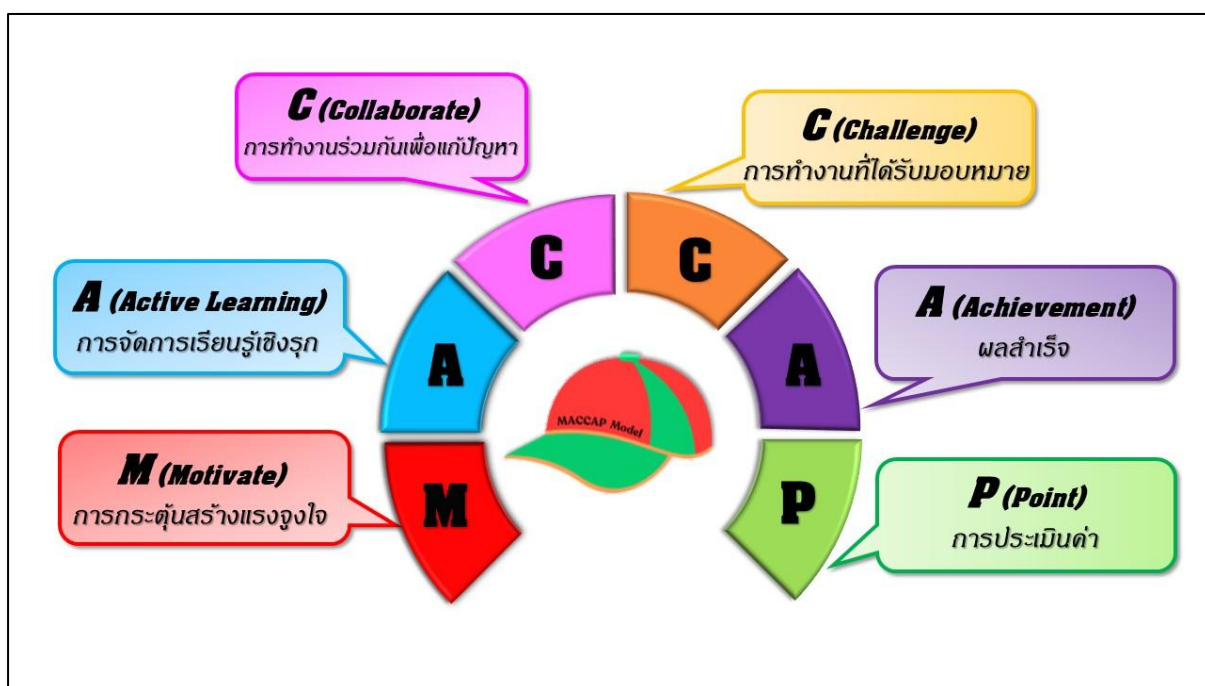 C (Collaborate)
การทำงานร่วมกันเพื่อแก้ปัญหา
C (Challenge)
การทำงานที่ได้รับมอบหมาย
C
C
A (Active Learning)
การจัดการเรียนรู้เชิงรุก
A
A
A (Achievement)
ผลสำเร็จ
MACCAP Model
M (Motivate)
การกระตุ้นสร้างแรงจูงใจ
M
P
P (Point)
การประเมินค่า